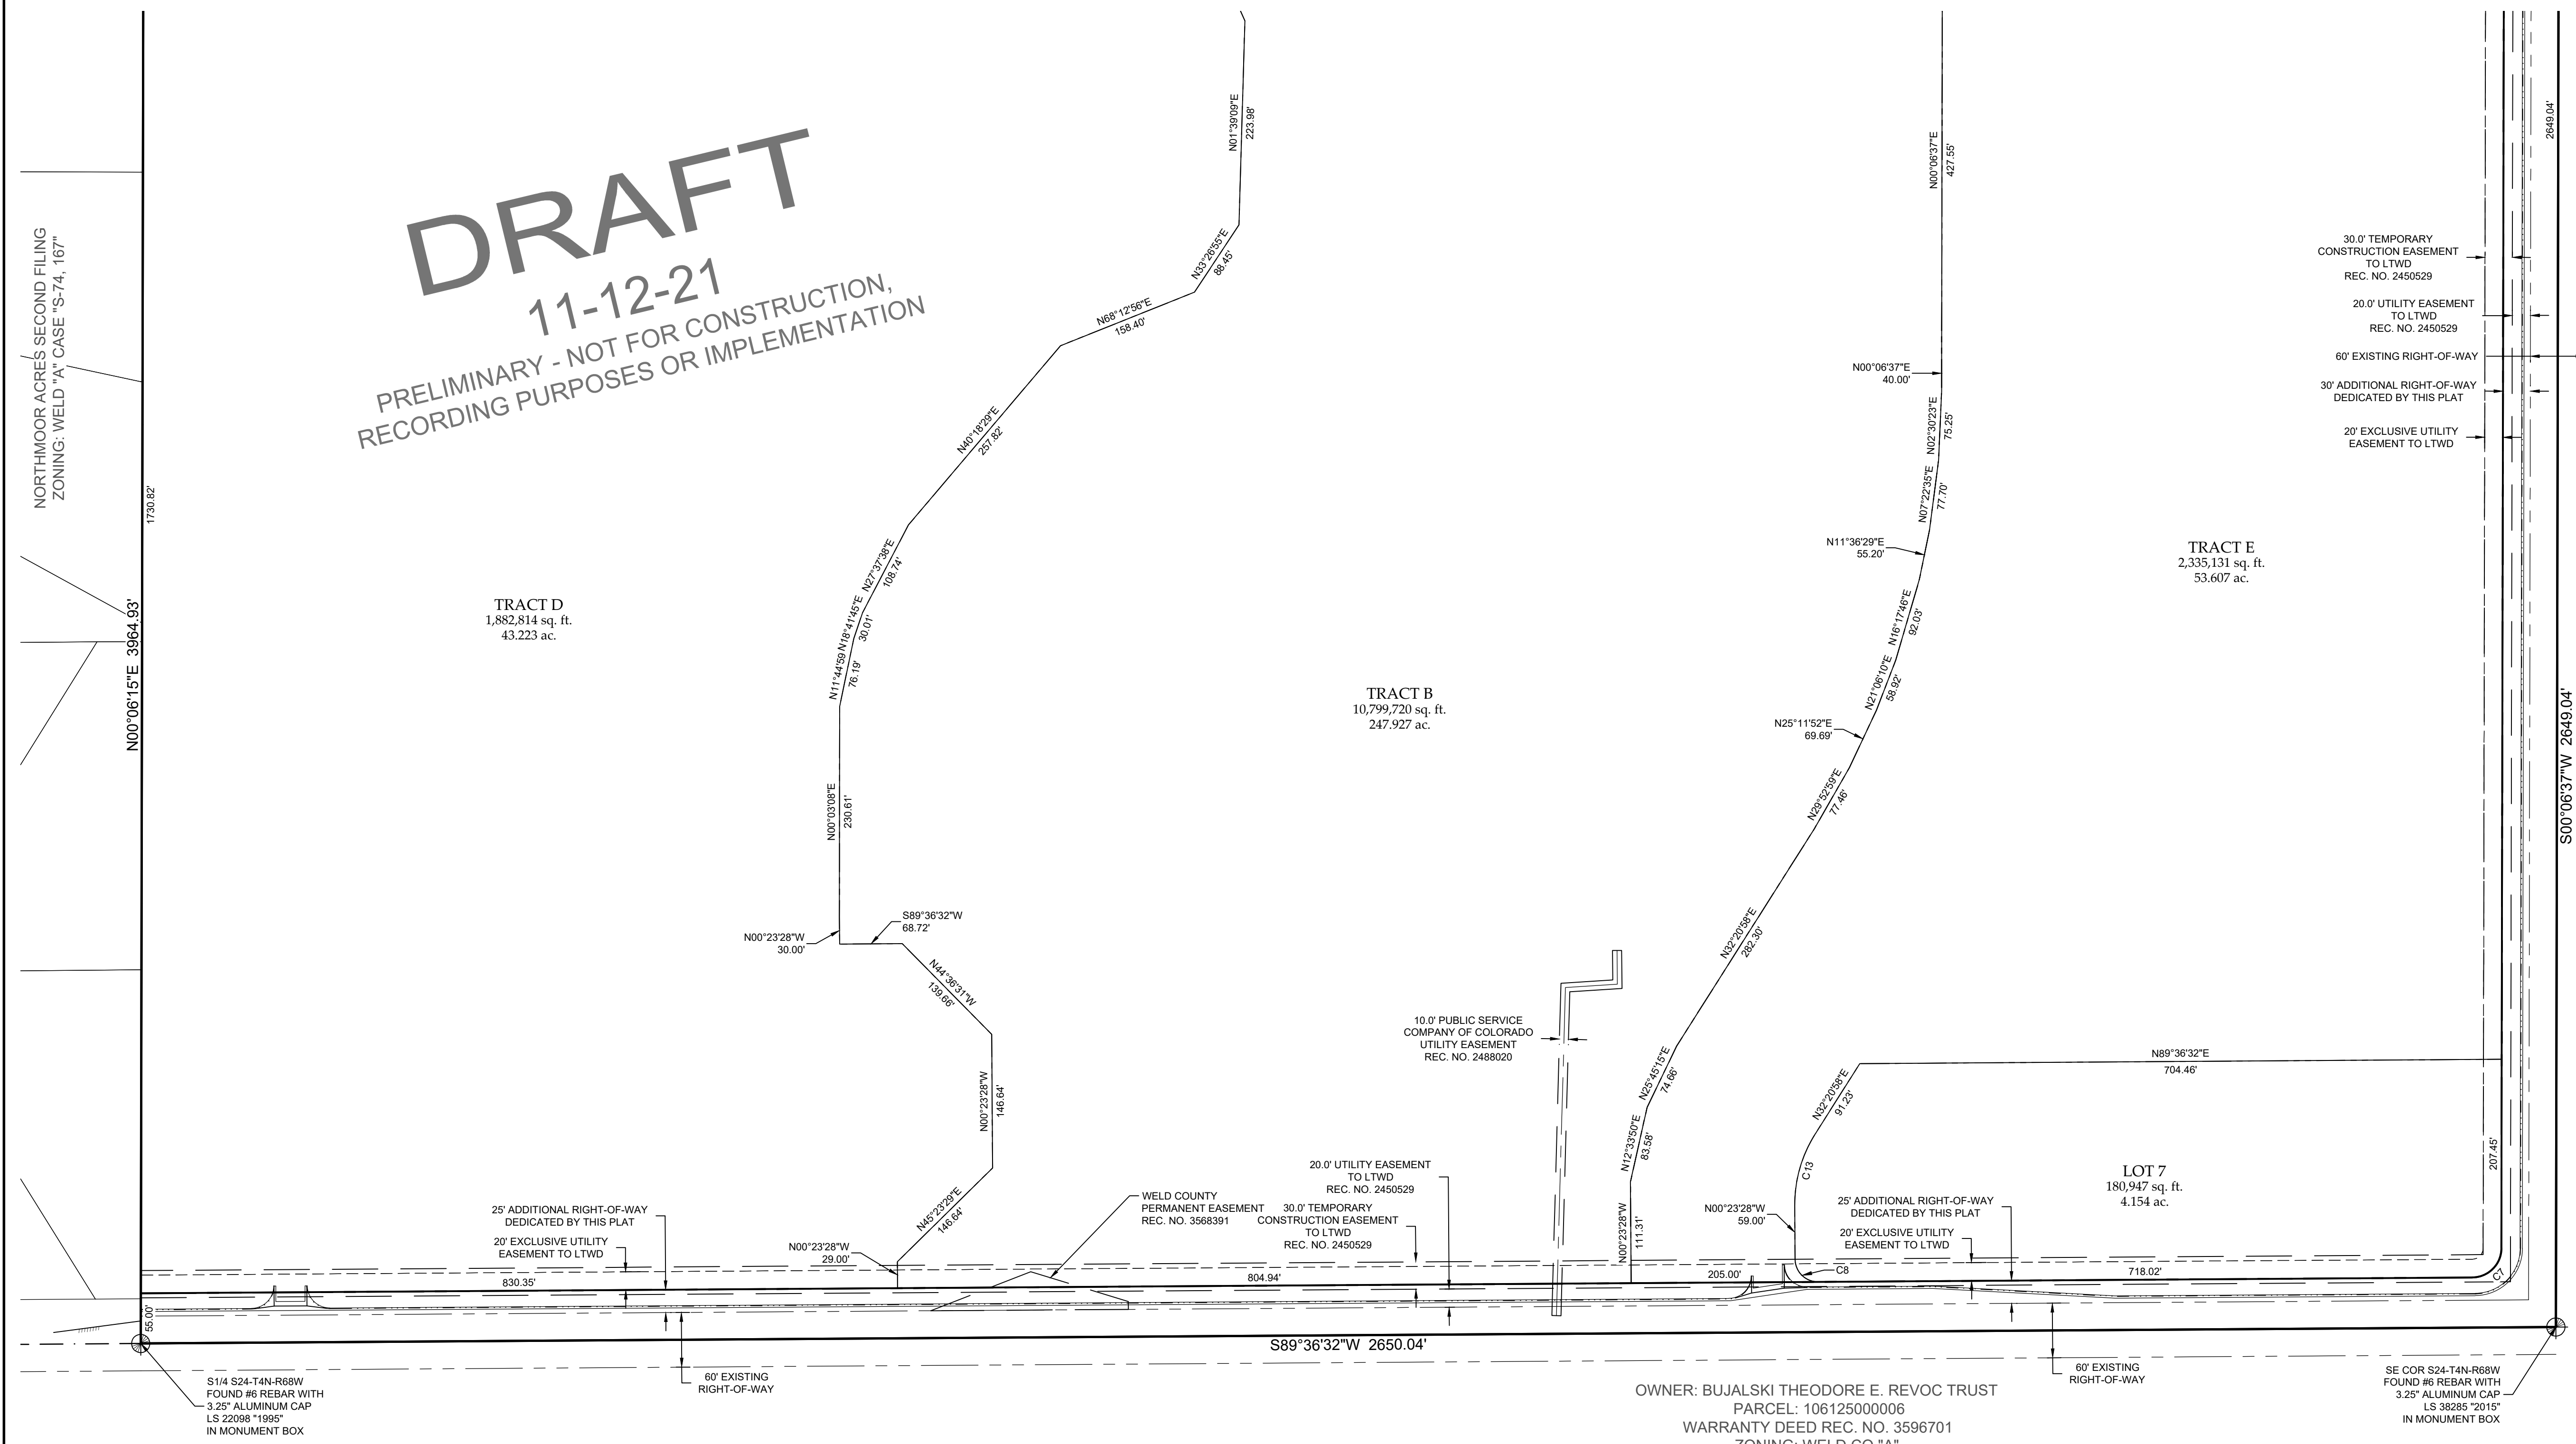 DRAFT
11-12-21
PRELIMINARY - NOT FOR CONSTRUCTION,
RECORDING PURPOSES OR IMPLEMENTATION
NORTHMOOR ACRES SECOND FILING
ZONING: WELD "A" CASE "S-74, 167"
1730.82'
N00°06'15"E 3964.93'
55.00'
TRACT D
1,882,814 sq. ft.
43.223 ac.
N01°39'09"E
223.98'
N33°26'55"E
88.45'
N68°12'56"E
158.40'
N40°18'29"E
257.82'
N27°37'38"E
108.74'
N18°41'45"E
30.01'
N11°44'59
76.19'
N00°03'08"E
230.61'
N00°23'28"W
30.00'
S89°36'32"W
68.72'
N44°36'31"W
139.66'
N00°23'28"W
146.64'
N45°23'29"E
146.64'
N00°23'28"W
29.00'
TRACT B
10,799,720 sq. ft.
247.927 ac.
N00°06'37"E
427.55'
N00°06'37"E
40.00'
N02°30'23"E
75.25'
N07°22'35"E
77.70'
N11°36'29"E
55.20'
N16°17'46"E
92.03'
N21°06'10"E
58.92'
N25°11'52"E
69.69'
N29°52'59"E
77.46'
N32°20'58"E
282.30'
N25°45'15"E
74.66'
N12°33'50"E
83.58'
N00°23'28"W
111.31'
TRACT E
2,335,131 sq. ft.
53.607 ac.
30.0' TEMPORARY
CONSTRUCTION EASEMENT
TO LTWD
REC. NO. 2450529
20.0' UTILITY EASEMENT
TO LTWD
REC. NO. 2450529
60' EXISTING RIGHT-OF-WAY
30' ADDITIONAL RIGHT-OF-WAY
DEDICATED BY THIS PLAT
20' EXCLUSIVE UTILITY
EASEMENT TO LTWD
2649.04'
S00°06'37"W 2649.04'
10.0' PUBLIC SERVICE
COMPANY OF COLORADO
UTILITY EASEMENT
REC. NO. 2488020
N89°36'32"E
704.46'
N32°20'58"E
91.23'
C13
N00°23'28"W
59.00'
C8
207.45'
C7
LOT 7
180,947 sq. ft.
4.154 ac.
25' ADDITIONAL RIGHT-OF-WAY
DEDICATED BY THIS PLAT
20' EXCLUSIVE UTILITY
EASEMENT TO LTWD
20.0' UTILITY EASEMENT
TO LTWD
REC. NO. 2450529
30.0' TEMPORARY
CONSTRUCTION EASEMENT
TO LTWD
REC. NO. 2450529
WELD COUNTY
PERMANENT EASEMENT
REC. NO. 3568391
25' ADDITIONAL RIGHT-OF-WAY
DEDICATED BY THIS PLAT
20' EXCLUSIVE UTILITY
EASEMENT TO LTWD
830.35'
804.94'
205.00'
718.02'
S89°36'32"W 2650.04'
S1/4 S24-T4N-R68W
FOUND #6 REBAR WITH
3.25" ALUMINUM CAP
LS 22098 "1995"
IN MONUMENT BOX
60' EXISTING
RIGHT-OF-WAY
60' EXISTING
RIGHT-OF-WAY
SE COR S24-T4N-R68W
FOUND #6 REBAR WITH
3.25" ALUMINUM CAP
LS 38285 "2015"
IN MONUMENT BOX
OWNER: BUJALSKI THEODORE E. REVOC TRUST
PARCEL: 106125000006
WARRANTY DEED REC. NO. 3596701
ZONING: WELD CO "A"